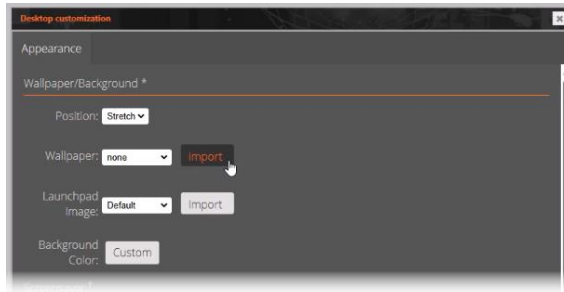 Desktop customization
Appearance
Wallpaper/Background *
Position: Stretch
Wallpaper: none Import
Launchpad
Image: Default Import
Background
Color: Custom